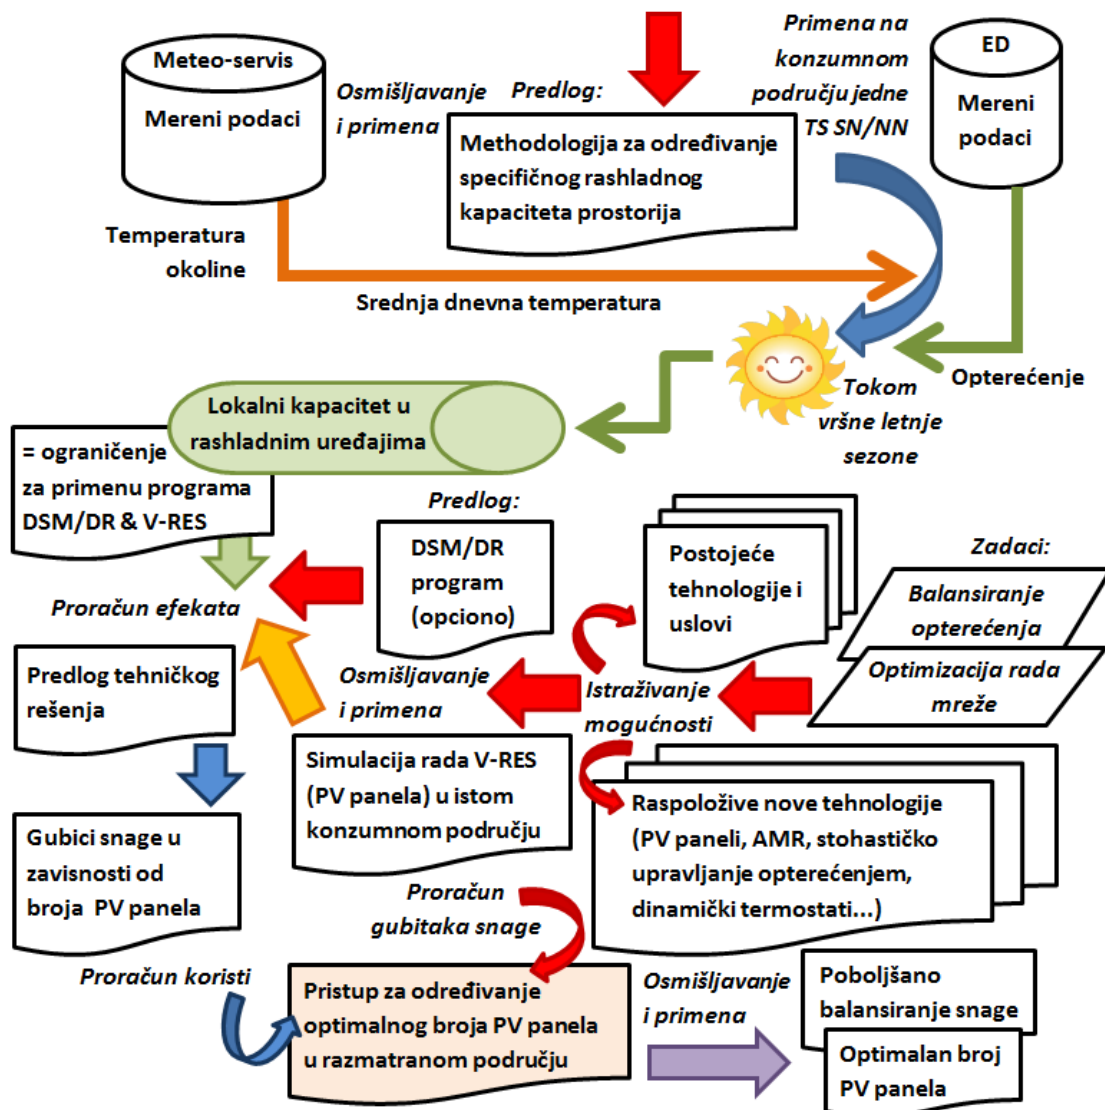 Meteo-servis
Mereni podaci
Osmišljavanje
i primena
Predlog:
Methodologija za određivanje
specifičnog rashladnog
kapaciteta prostorija
Primena na
konzumnom
području jedne
TS SN/NN
ED
Mereni
podaci
Temperatura
okoline
Srednja dnevna temperatura
Opterećenje
Tokom
vršne letnje
sezone
Lokalni kapacitet u
rashladnim uređajima
= ograničenje
za primenu programa
DSM/DR & V-RES
Predlog:
DSM/DR
program
(opciono)
Postojeće
tehnologije i
uslovi
Zadaci:
Balansiranje
opterećenja
Optimizacija rada
mreže
Proračun efekata
Predlog tehničkog
rešenja
Osmišljavanje
i primena
Istraživanje
mogućnosti
Simulacija rada V-RES
(PV panela) u istom
konzumnom području
Raspoložive nove tehnologije
(PV paneli, AMR, stohastičko
upravljanje opterećenjem,
dinamički termostati...)
Gubici snage u
zavisnosti od
broja PV panela
Proračun
gubitaka snage
Proračun koristi
Pristup za određivanje
optimalnog broja PV panela
u razmatranom području
Osmišljavanje
i primena
Poboljšano
balansiranje snage
Optimalan broj
PV panela